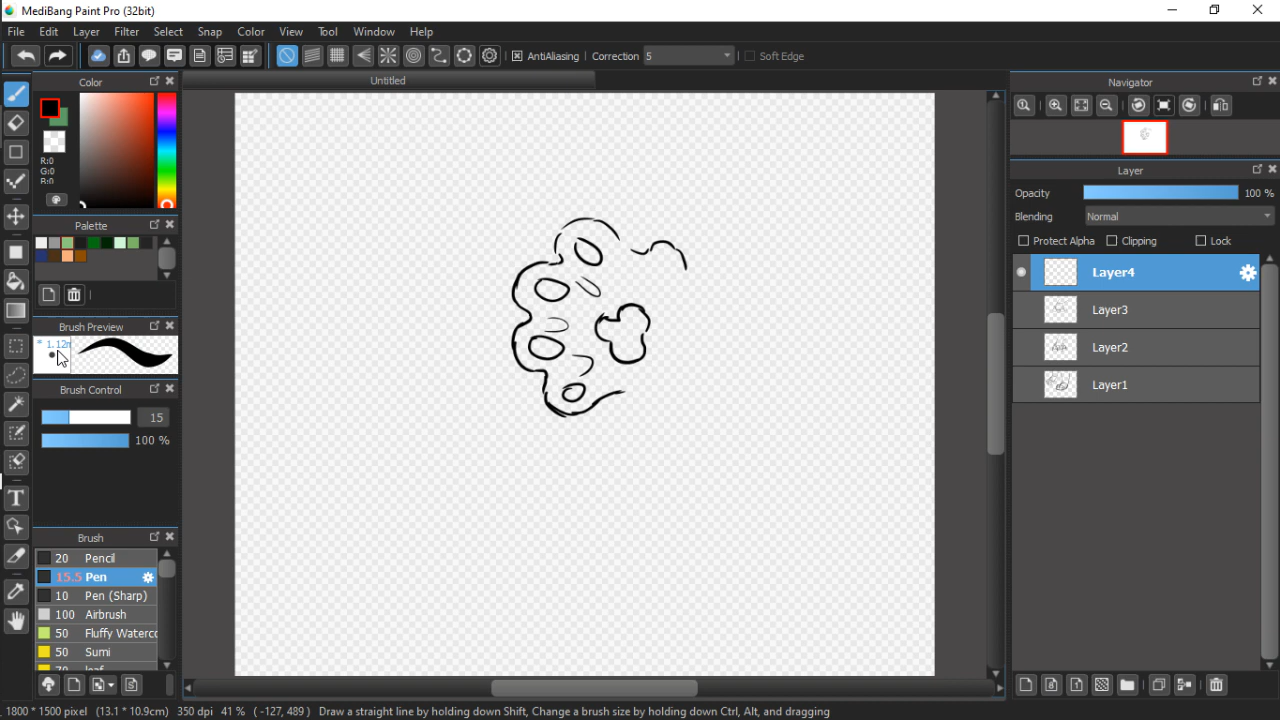 MediBang Paint Pro (32bit)
File Edit Layer Filter Select Snap Color View Tool Window Help
AntiAliasing Correction 5 Soft Edge
Color
Untitled
Navigator
R:0
G:0
B:0
Layer
Opacity 100 %
Blending Normal
Protect Alpha Clipping Lock
Palette
Layer4
Layer3
Layer2
Layer1
Brush Preview
* 1.12m
Brush Control
15
100 %
Brush
20 Pencil
15.5 Pen
10 Pen (Sharp)
100 Airbrush
50 Fluffy Waterco
50 Sumi
70 leaf
1800 * 1500 pixel (13.1 * 10.9cm) 350 dpi 41 % ( -127, 489 ) Draw a straight line by holding down Shift, Change a brush size by holding down Ctrl, Alt, and dragging